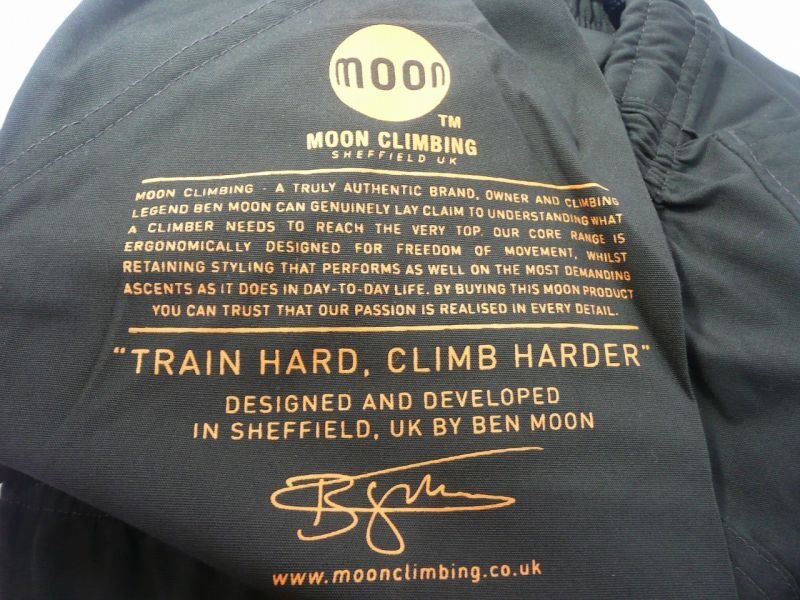 moon
TM
MOON CLIMBING
SHEFFIELD UK
MOON CLIMBING - A TRULY AUTHENTIC BRAND, OWNER AND CLIMBING
LEGEND BEN MOON CAN GENUINELY LAY CLAIM TO UNDERSTANDING WHAT
A CLIMBER NEEDS TO REACH THE VERY TOP. OUR CORE RANGE IS
ERGONOMICALLY DESIGNED FOR FREEDOM OF MOVEMENT, WHILST
RETAINING STYLING THAT PERFORMS AS WELL ON THE MOST DEMANDING
ASCENTS AS IT DOES IN DAY-TO-DAY LIFE. BY BUYING THIS MOON PRODUCT
YOU CAN TRUST THAT OUR PASSION IS REALISED IN EVERY DETAIL.
"TRAIN HARD, CLIMB HARDER"
DESIGNED AND DEVELOPED
IN SHEFFIELD, UK BY BEN MOON
www.moonclimbing.co.uk